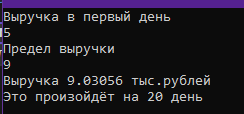 Выручка в первый день
5
Предел выручки
9
Выручка 9.03056 тыс.рублей
Это произойдёт на 20 день